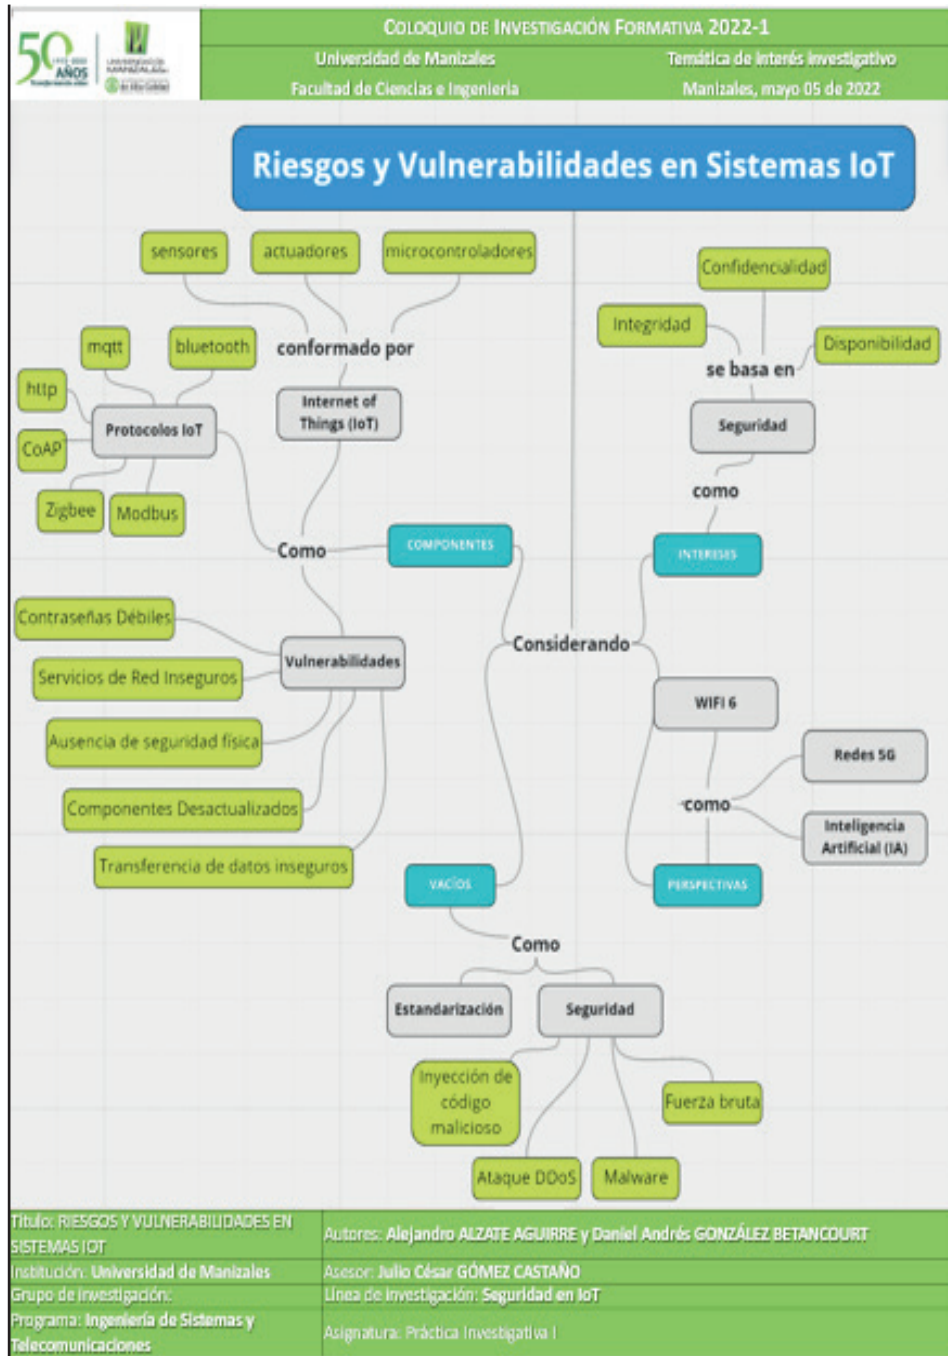 COLOQUIO DE INVESTIGACIÓN FORMATIVA 2022-1
50
AÑOS
UNIVERSIDAD DE
MANIZALES
Universidad de Manizales
Temática de interés investigativo
Facultad de Ciencias e Ingeniería
Manizales, mayo 05 de 2022
Riesgos y Vulnerabilidades en Sistemas IoT
sensores
actuadores
microcontroladores
conformado por
Internet of
Things (IoT)
mqtt
bluetooth
http
Protocolos IoT
CoAP
Zigbee
Modbus
Confidencialidad
Integridad
Disponibilidad
se basa en
Seguridad
como
INTERESES
Como
COMPONENTES
Considerando
Contraseñas Débiles
Vulnerabilidades
Servicios de Red Inseguros
Ausencia de seguridad física
Componentes Desactualizados
Transferencia de datos inseguros
WIFI 6
Redes 5G
como
Inteligencia
Artificial (IA)
PERSPECTIVAS
VACÍOS
Como
Estandarización
Seguridad
Inyección de
código
malicioso
Ataque DDoS
Malware
Fuerza bruta
Título: RIESGOS Y VULNERABILIDADES EN
SISTEMAS IOT
Autores: Alejandro ALZATE AGUIRRE y Daniel Andrés GONZÁLEZ BETANCOURT
Institución: Universidad de Manizales
Asesor: Julio César GÓMEZ CASTAÑO
Grupo de investigación:
Línea de investigación: Seguridad en IoT
Programa: Ingeniería de Sistemas y
Telecomunicaciones
Asignatura: Práctica Investigativa I